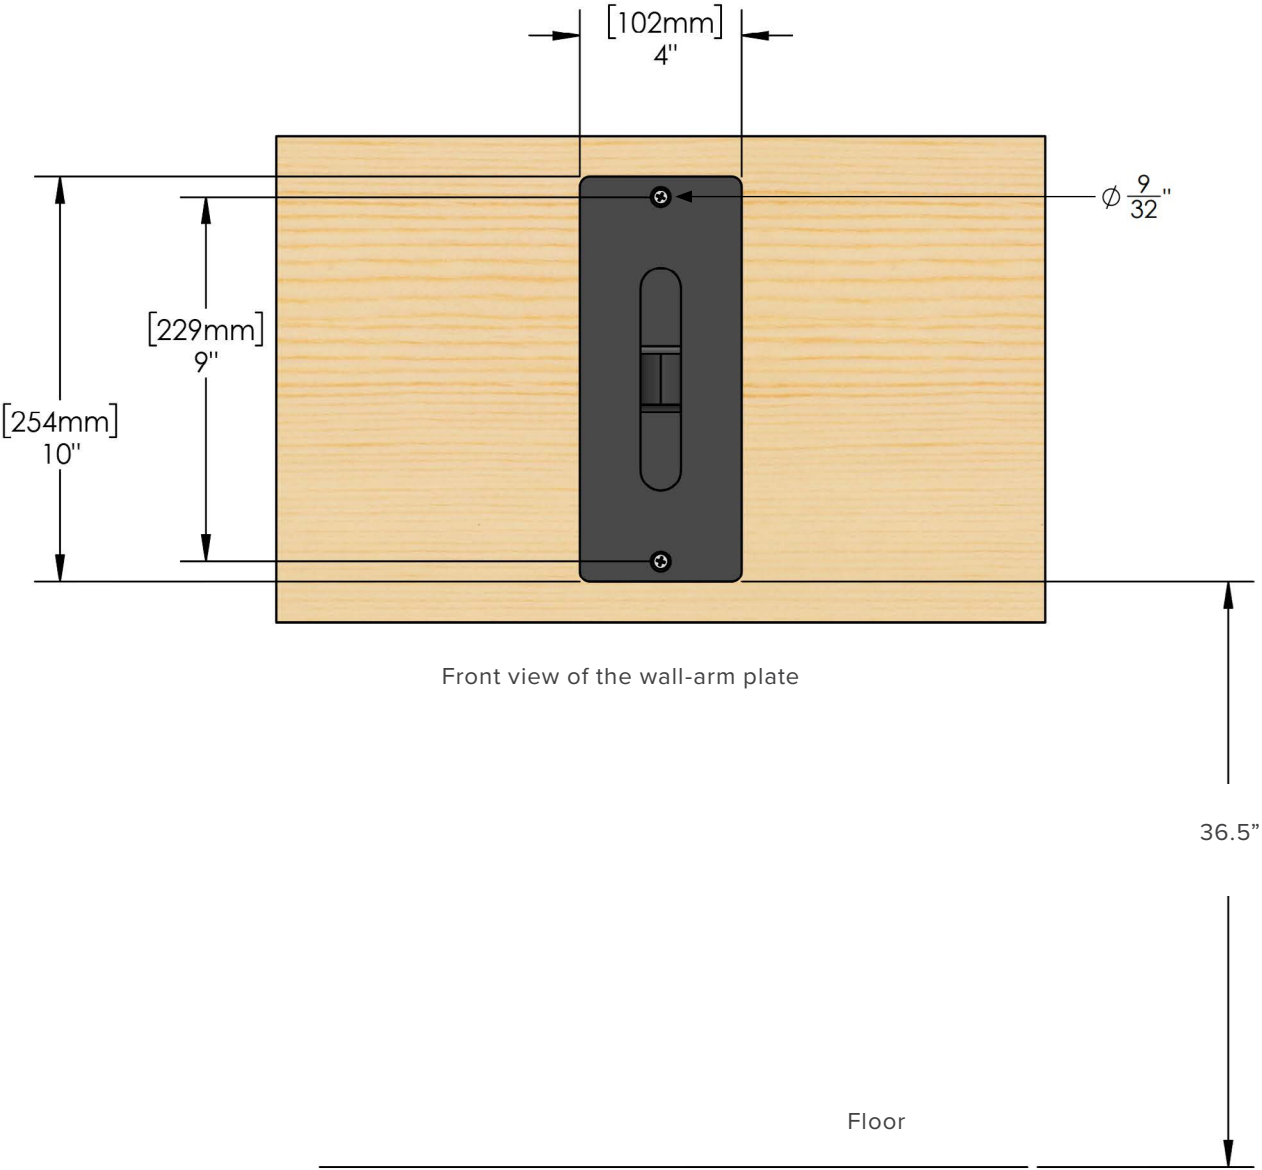 [102mm]
4"
⌀ 9/32"
[229mm]
9"
[254mm]
10"
Front view of the wall-arm plate
36.5”
Floor